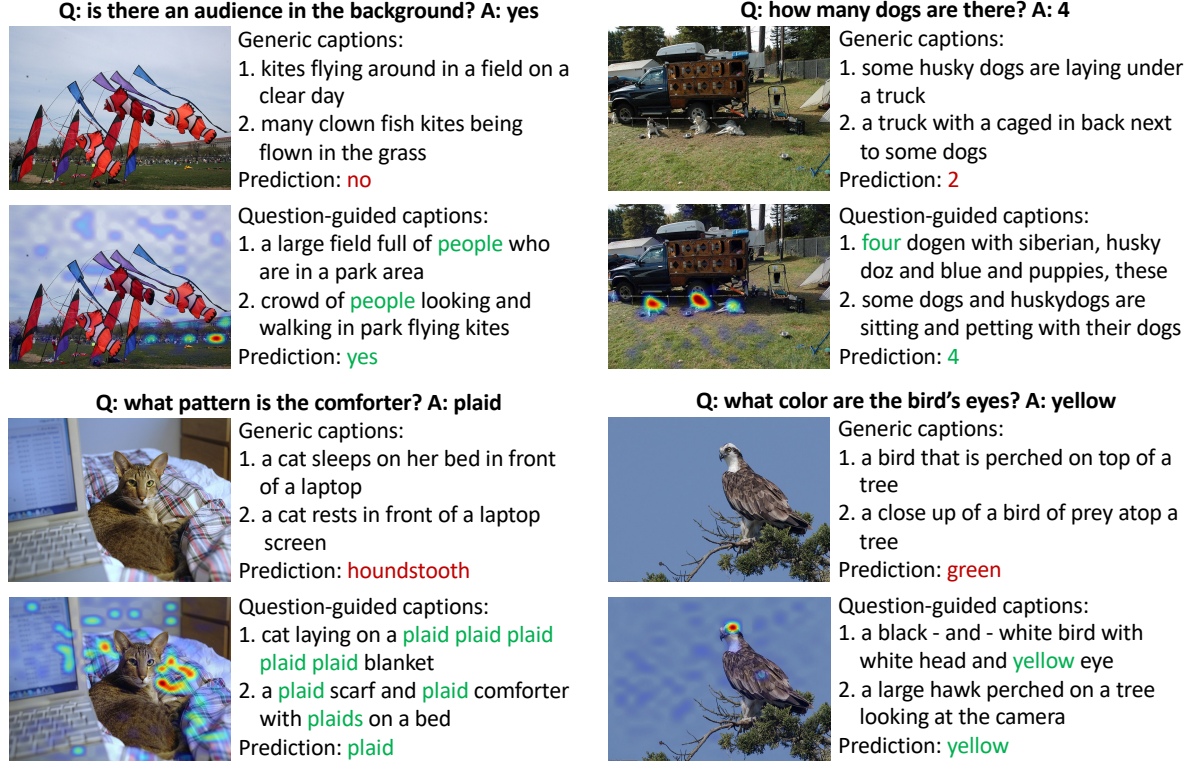 Q: is there an audience in the background? A: yes
Generic captions:
1. kites flying around in a field on a
clear day
2. many clown fish kites being
flown in the grass
Prediction: no
Question-guided captions:
1. a large field full of people who
are in a park area
2. crowd of people looking and
walking in park flying kites
Prediction: yes
Q: how many dogs are there? A: 4
Generic captions:
1. some husky dogs are laying under
a truck
2. a truck with a caged in back next
to some dogs
Prediction: 2
Question-guided captions:
1. four dogen with siberian, husky
doz and blue and puppies, these
2. some dogs and huskydogs are
sitting and petting with their dogs
Prediction: 4
Q: what pattern is the comforter? A: plaid
Generic captions:
1. a cat sleeps on her bed in front
of a laptop
2. a cat rests in front of a laptop
screen
Prediction: houndstooth
Question-guided captions:
1. cat laying on a plaid plaid plaid
plaid plaid blanket
2. a plaid scarf and plaid comforter
with plaids on a bed
Prediction: plaid
Q: what color are the bird's eyes? A: yellow
Generic captions:
1. a bird that is perched on top of a
tree
2. a close up of a bird of prey atop a
tree
Prediction: green
Question-guided captions:
1. a black - and - white bird with
white head and yellow eye
2. a large hawk perched on a tree
looking at the camera
Prediction: yellow